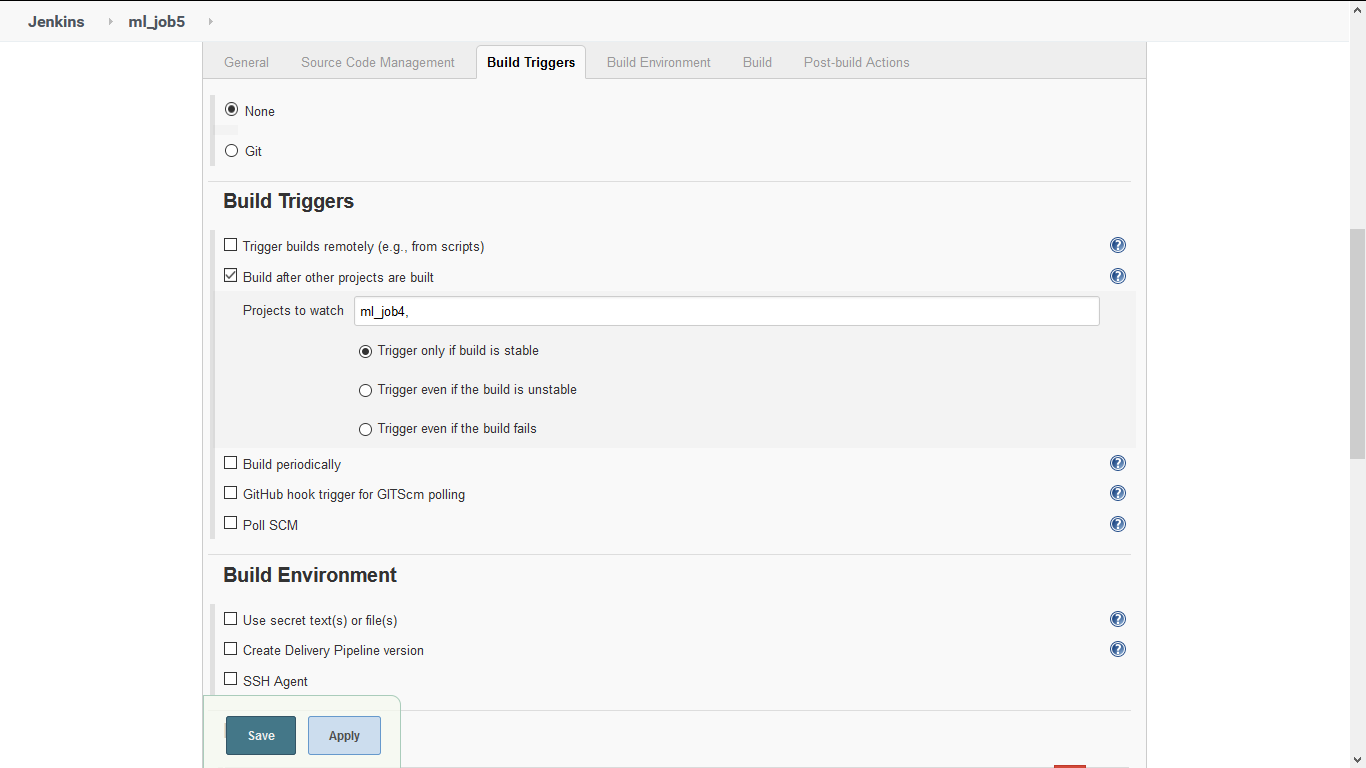 Jenkins ml_job5
General Source Code Management Build Triggers Build Environment Build Post-build Actions
None
Git
Build Triggers
Trigger builds remotely (e.g., from scripts)
Build after other projects are built
Projects to watch ml_job4,
Trigger only if build is stable
Trigger even if the build is unstable
Trigger even if the build fails
Build periodically
GitHub hook trigger for GITScm polling
Poll SCM
Build Environment
Use secret text(s) or file(s)
Create Delivery Pipeline version
SSH Agent
Save Apply